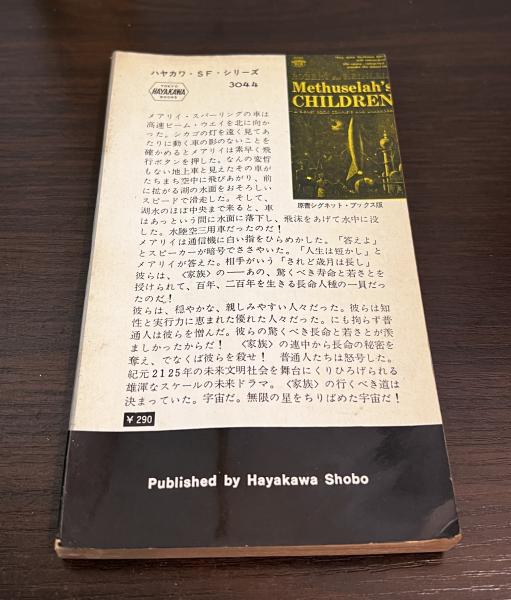 ハヤカワ・SF・シリーズ
TOKYO
HAYAKAWA
BOOKS
3044
Methuselah's
CHILDREN
原書シグネット・ブックス版
メアリイ・スパーリングの車は
高速ビーム・ウエイを北に向か
った。シカゴの灯を遠く見てあ
たりに動く車の影のないことを
確かめるとメアリイは素早く飛
行ボタンを押した。なんの変哲
もない地上車と見えたその車が
たちまち空中に飛びあがり、前
に拡がる湖の水面をおそろしい
スピードで滑走した。そして、
湖水のほぼ中央まで来ると、車
はあっという間に水面に落下し、飛沫をあげて水中に没
した。水陸空三用車だったのだ!
メアリイは通信機に白い指をひらめかした。「答えよ」
とスピーカーが暗号でささやいた。「人生は短かし」と
メアリイが答えた。相手がいう「されど歳月は長し」
彼らは、〈家族〉の──あの、驚くべき寿命と若さとを
授けられて、百年、二百年を生きる長命人種の一員だっ
たのだ!
彼らは、穏やかな、親しみやすい人々だった。彼らは知
性と実行力に恵まれた優れた人々だった。にも拘らず普
通人は彼らを憎んだ。彼らの驚くべき長命と若さとが羨
ましかったからだ! 〈家族〉の連中から長命の秘密を
奪え、でなくば彼らを殺せ! 普通人たちは怒号した。
紀元2125年の未来文明社会を舞台にくりひろげられる
雄渾なスケールの未来ドラマ。〈家族〉の行くべき道は
決まっていた。宇宙だ。無限の星をちりばめた宇宙だ!
¥290
Published by Hayakawa Shobo